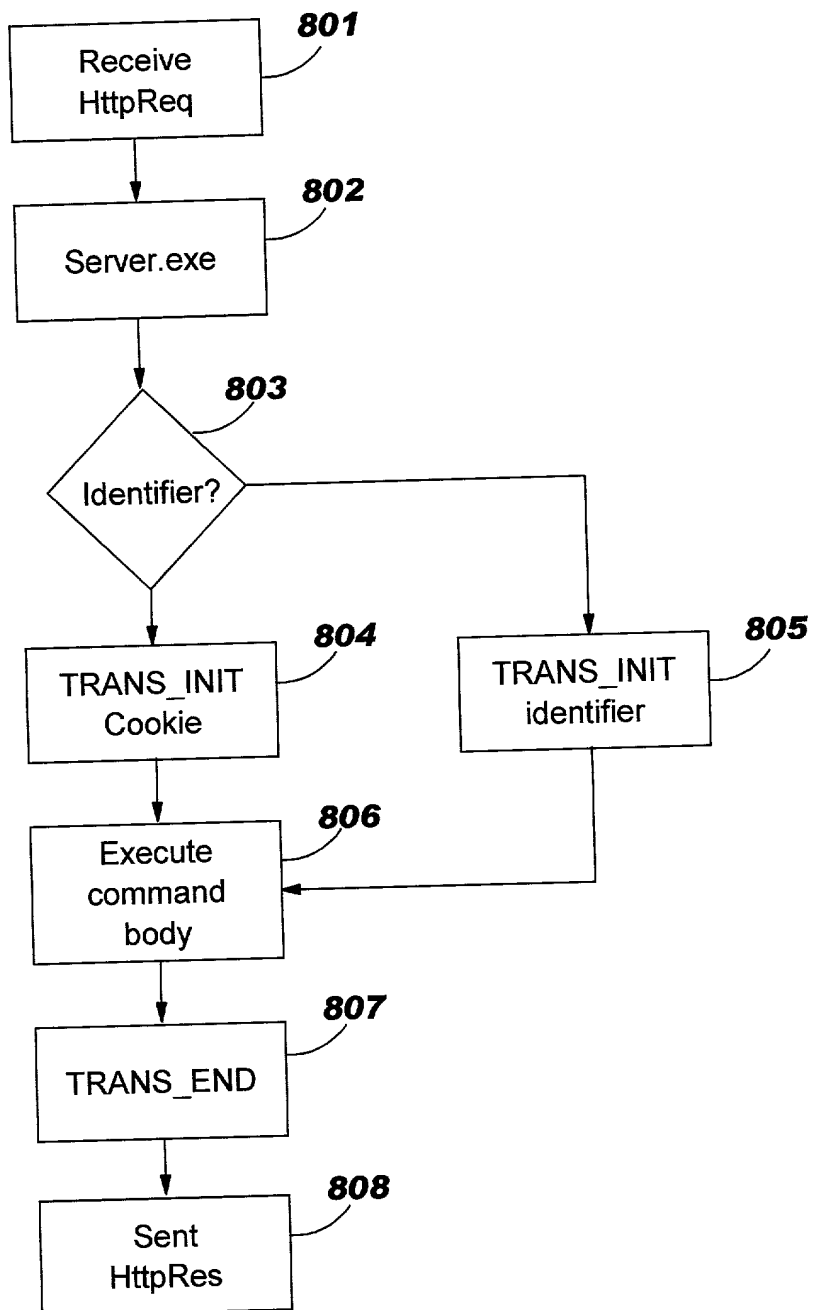 801
Receive
HttpReq
802
Server.exe
803
Identifier?
804
TRANS_INIT
Cookie
805
TRANS_INIT
identifier
806
Execute
command
body
807
TRANS_END
808
Sent
HttpRes